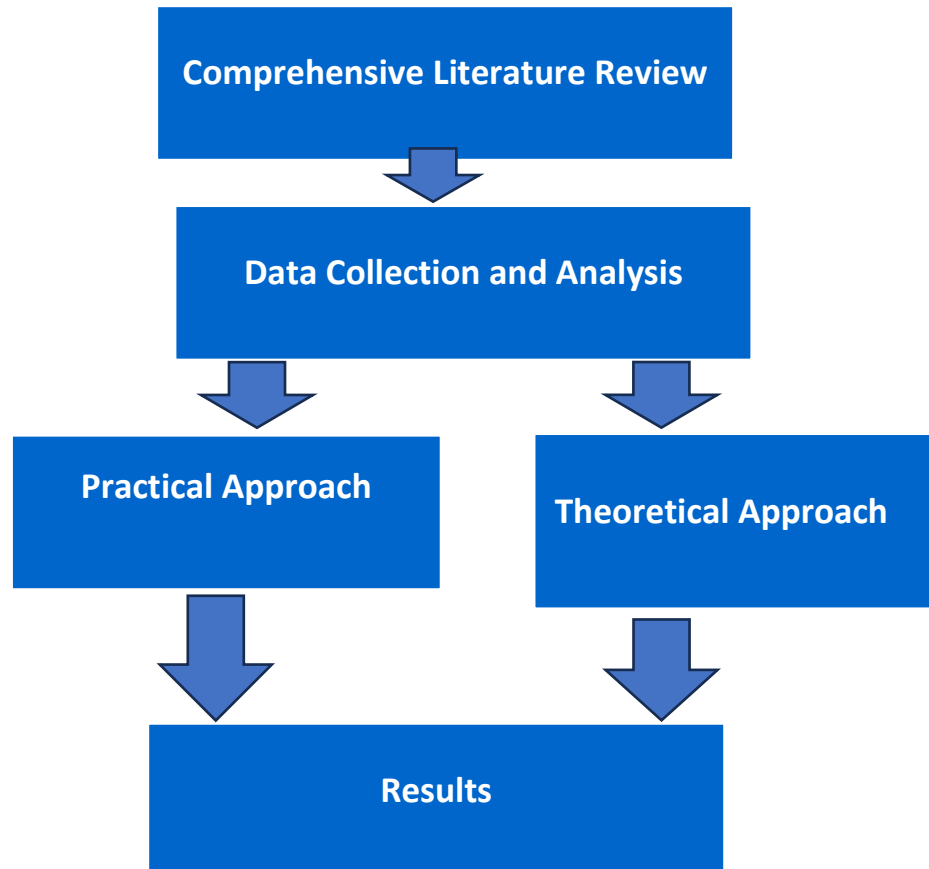 Comprehensive Literature Review
Data Collection and Analysis
Practical Approach
Theoretical Approach
Results